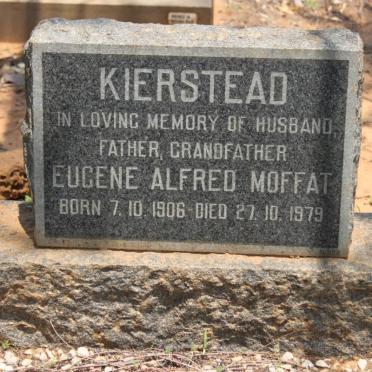 KIERSTEAD
IN LOVING MEMORY OF HUSBAND,
FATHER, GRANDFATHER
EUGENE ALFRED MOFFAT
BORN 7. 10. 1906 - DIED 27. 10. 1979